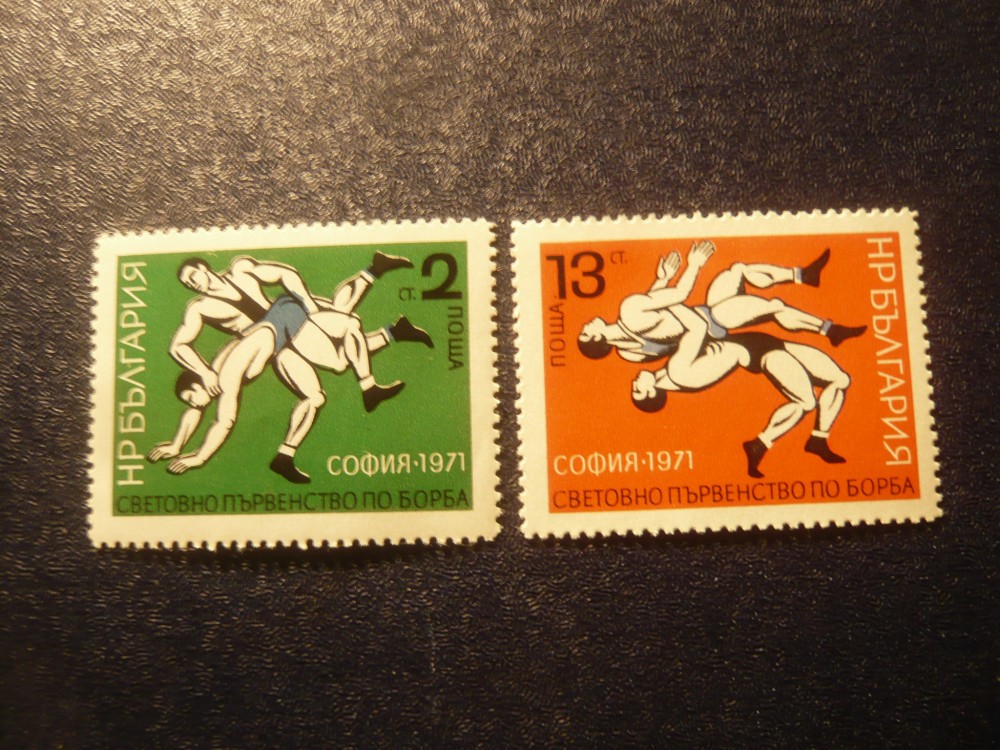 НР БЪЛГАРИЯ
2 СТ.
ПОЩА
СОФИЯ·1971
СВЕТОВНО ПЪРВЕНСТВО ПО БОРБА
13 СТ.
ПОЩА
НР БЪЛГАРИЯ
СОФИЯ·1971
СВЕТОВНО ПЪРВЕНСТВО ПО БОРБА